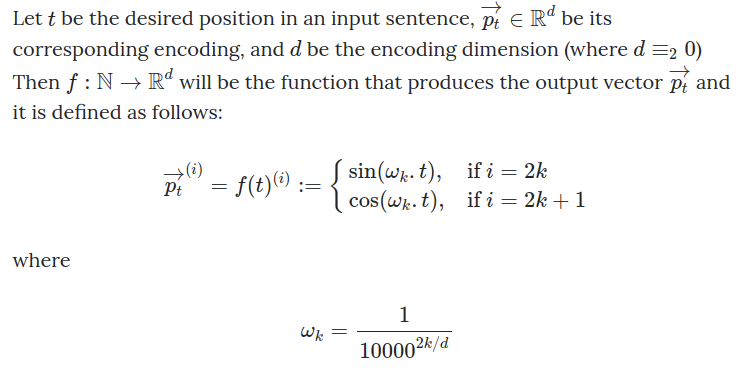 Let t be the desired position in an input sentence, $\overrightarrow{p_t} \in \mathbb{R}^d$ be its
corresponding encoding, and d be the encoding dimension (where $d \equiv_2 0$)
Then $f : \mathbb{N} \to \mathbb{R}^d$ will be the function that produces the output vector $\overrightarrow{p_t}$ and
it is defined as follows:
$\overrightarrow{p_t}^{(i)} = f(t)^{(i)} := \begin{cases} \sin(\omega_k . t), & \text{if } i = 2k \\ \cos(\omega_k . t), & \text{if } i = 2k + 1 \end{cases}$
where
$\omega_k = \frac{1}{10000^{2k/d}}$